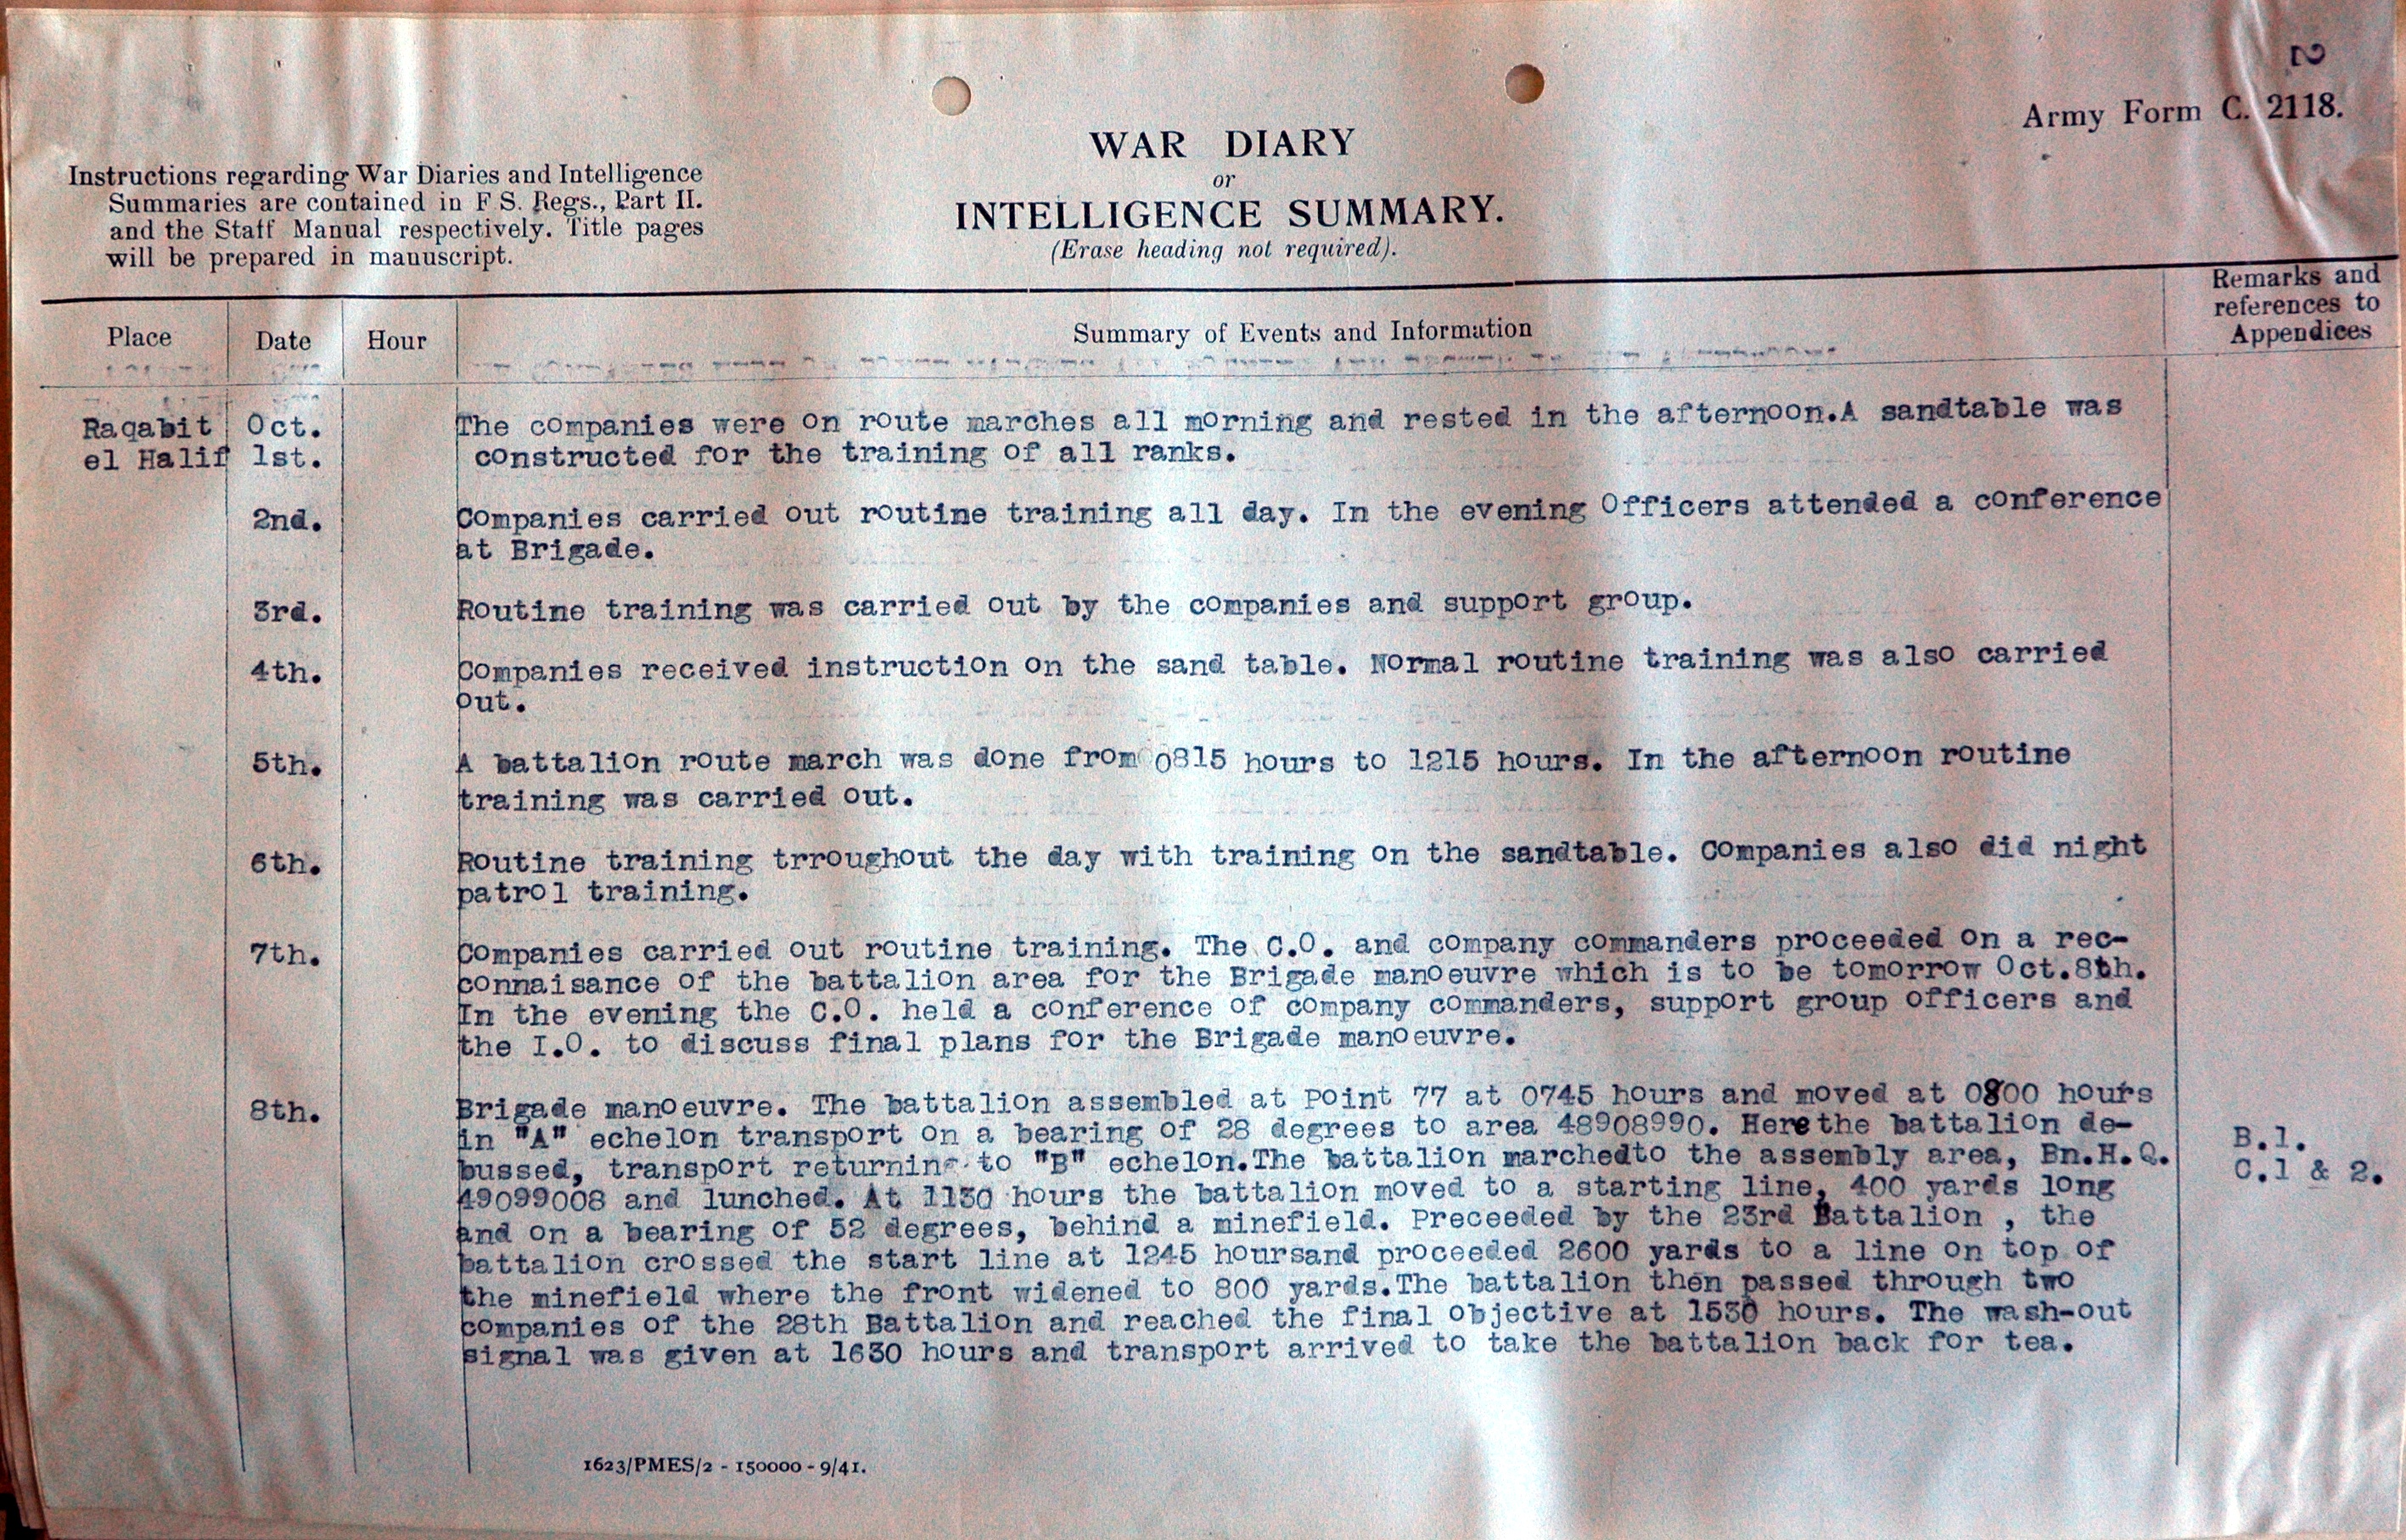 2
Army Form C. 2118.
WAR DIARY
or
INTELLIGENCE SUMMARY.
(Erase heading not required).
Instructions regarding War Diaries and Intelligence
Summaries are contained in F.S. Regs., Part II.
and the Staff Manual respectively. Title pages
will be prepared in manuscript.
Place Date Hour Summary of Events and Information Remarks and
references to
Appendices
Raqabit Oct. The companies were on route marches all morning and rested in the afternoon.A sandtable was
el Halif 1st. constructed for the training of all ranks.
2nd. Companies carried out routine training all day. In the evening Officers attended a conference
at Brigade.
3rd. Routine training was carried out by the companies and support group.
4th. Companies received instruction on the sand table. Normal routine training was also carried
out.
5th. A battalion route march was done from 0815 hours to 1215 hours. In the afternoon routine
training was carried out.
6th. Routine training trroughout the day with training on the sandtable. Companies also did night
patrol training.
7th. Companies carried out routine training. The C.O. and company commanders proceeded on a rec-
connaisance of the battalion area for the Brigade manoeuvre which is to be tomorrow Oct.8th.
In the evening the C.O. held a conference of company commanders, support group officers and
the I.O. to discuss final plans for the Brigade manoeuvre.
8th. Brigade manoeuvre. The battalion assembled at point 77 at 0745 hours and moved at 0800 hours
in "A" echelon transport on a bearing of 28 degrees to area 48908990. Here the battalion de-
bussed, transport returning to "B" echelon.The battalion marchedto the assembly area, Bn.H.Q. B.1.
49099008 and lunched. At 1130 hours the battalion moved to a starting line, 400 yards long C.1 & 2.
and on a bearing of 52 degrees, behind a minefield. Preceeded by the 23rd Battalion , the
battalion crossed the start line at 1245 hoursand proceeded 2600 yards to a line on top of
the minefield where the front widened to 800 yards.The battalion then passed through two
companies of the 28th Battalion and reached the final objective at 1530 hours. The wash-out
signal was given at 1630 hours and transport arrived to take the battalion back for tea.
1623/PMES/2 - 150000 - 9/41.